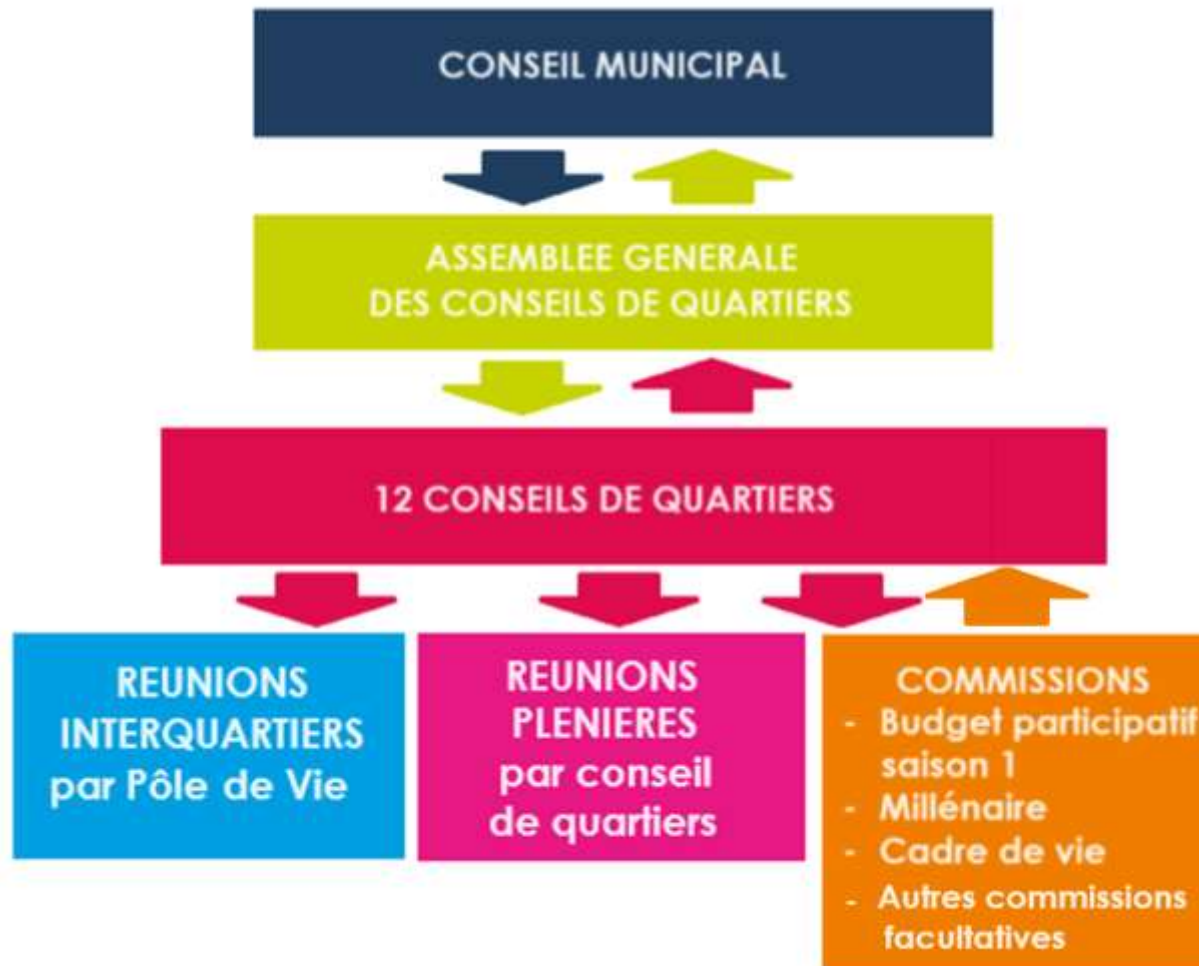 CONSEIL MUNICIPAL
ASSEMBLEE GENERALE
DES CONSEILS DE QUARTIERS
12 CONSEILS DE QUARTIERS
REUNIONS
INTERQUARTIERS
par Pôle de Vie
REUNIONS
PLENIERES
par conseil
de quartiers
COMMISSIONS
- Budget participatif
saison 1
- Millénaire
- Cadre de vie
- Autres commissions
facultatives